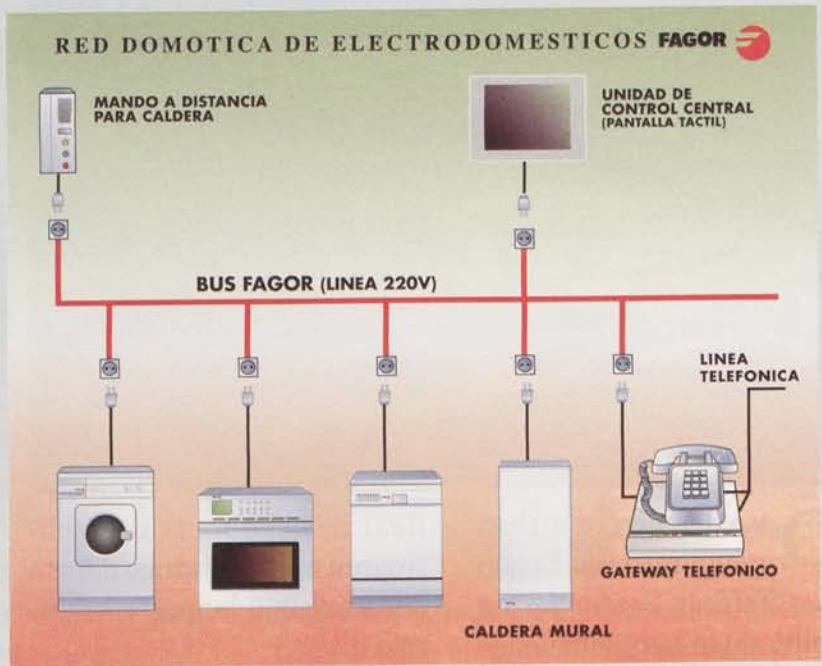 RED DOMOTICA DE ELECTRODOMESTICOS FAGOR
MANDO A DISTANCIA
PARA CALDERA
UNIDAD DE
CONTROL CENTRAL
(PANTALLA TACTIL)
BUS FAGOR (LINEA 220V)
LINEA
TELEFONICA
GATEWAY TELEFONICO
CALDERA MURAL